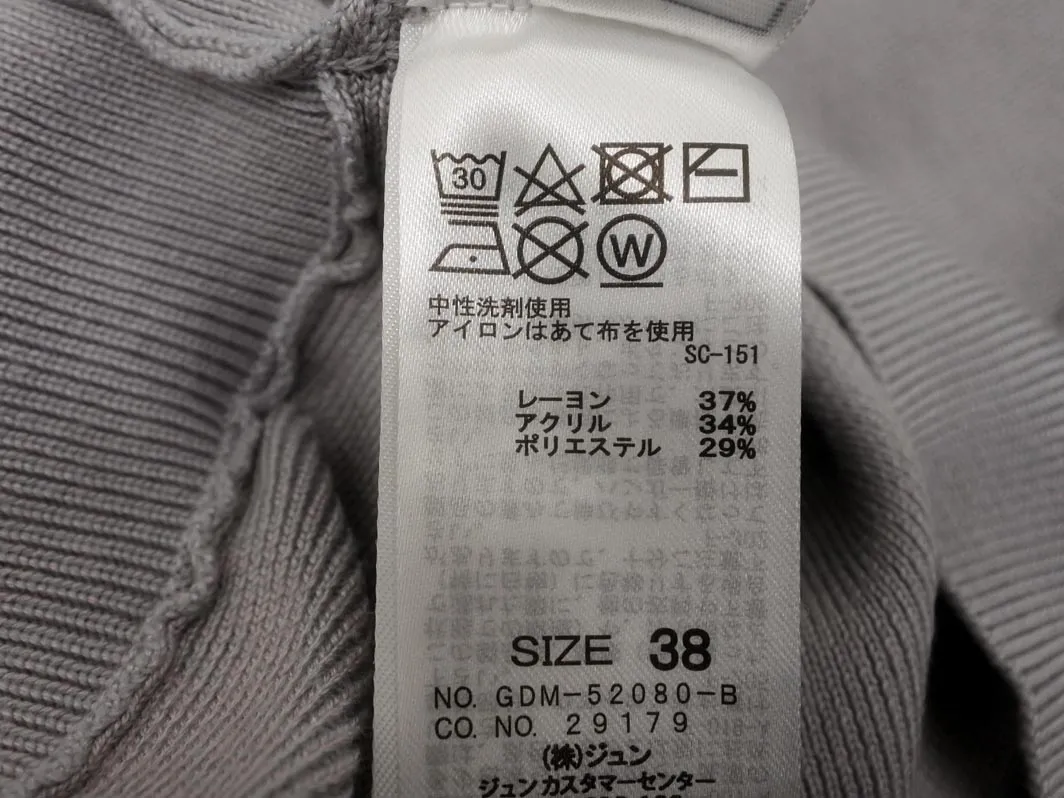 30
W
中性洗剤使用
アイロンはあて布を使用
SC-151
レーヨン 37%
アクリル 34%
ポリエステル 29%
SIZE 38
NO. GDM-52080-B
CO. NO. 29179
(株)ジュン
ジュンカスタマーセンター